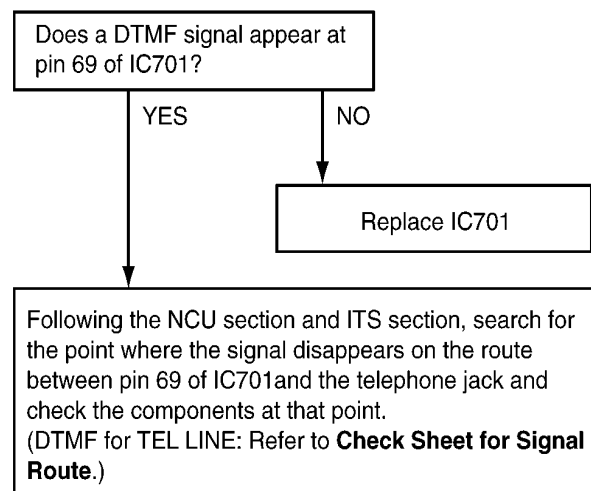 Does a DTMF signal appear at
pin 69 of IC701?
YES
NO
Replace IC701
Following the NCU section and ITS section, search for
the point where the signal disappears on the route
between pin 69 of IC701and the telephone jack and
check the components at that point.
(DTMF for TEL LINE: Refer to Check Sheet for Signal
Route.)